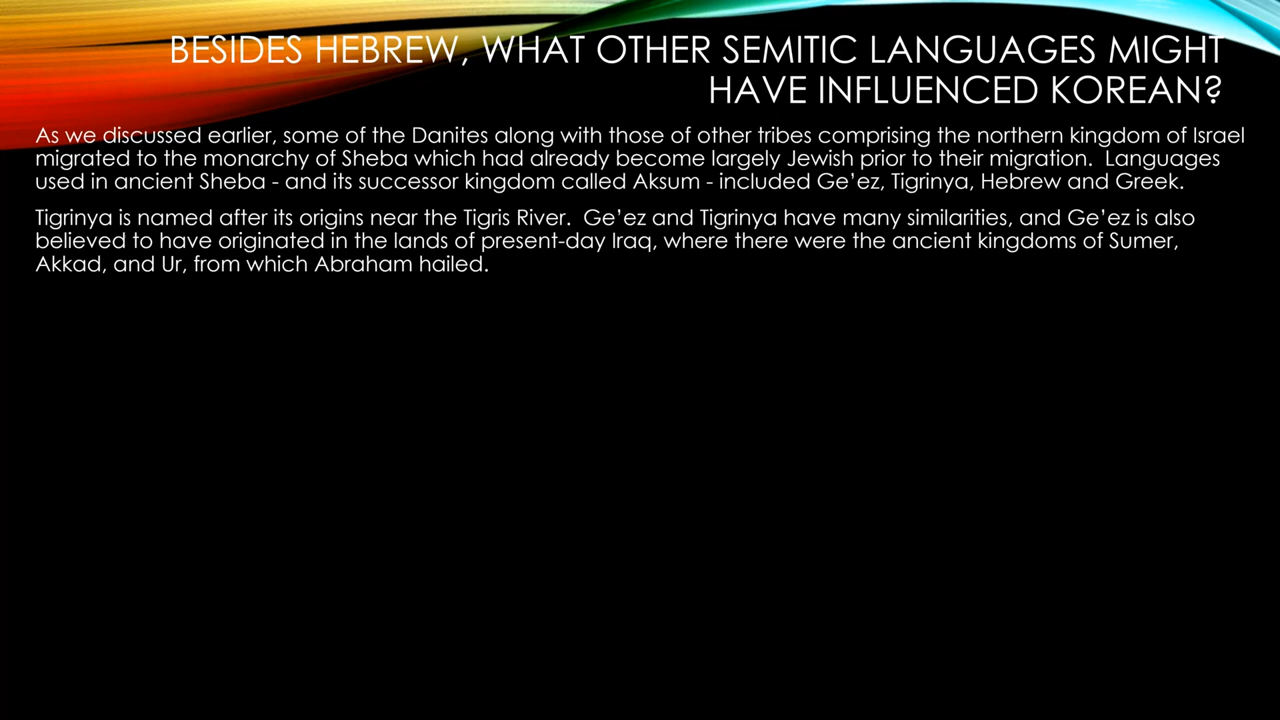 BESIDES HEBREW, WHAT OTHER SEMITIC LANGUAGES MIGHT
HAVE INFLUENCED KOREAN?
As we discussed earlier, some of the Danites along with those of other tribes comprising the northern kingdom of Israel
migrated to the monarchy of Sheba which had already become largely Jewish prior to their migration.  Languages
used in ancient Sheba - and its successor kingdom called Aksum - included Ge’ez, Tigrinya, Hebrew and Greek.
Tigrinya is named after its origins near the Tigris River.  Ge’ez and Tigrinya have many similarities, and Ge’ez is also
believed to have originated in the lands of present-day Iraq, where there were the ancient kingdoms of Sumer,
Akkad, and Ur, from which Abraham hailed.